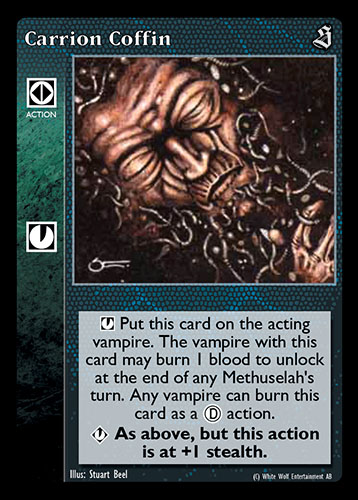 Carrion Coffin
ACTION
Put this card on the acting
vampire. The vampire with this
card may burn 1 blood to unlock
at the end of any Methuselah's
turn. Any vampire can burn this
card as a D action.
As above, but this action
is at +1 stealth.
Illus: Stuart Beel
(C) White Wolf Entertainment AB